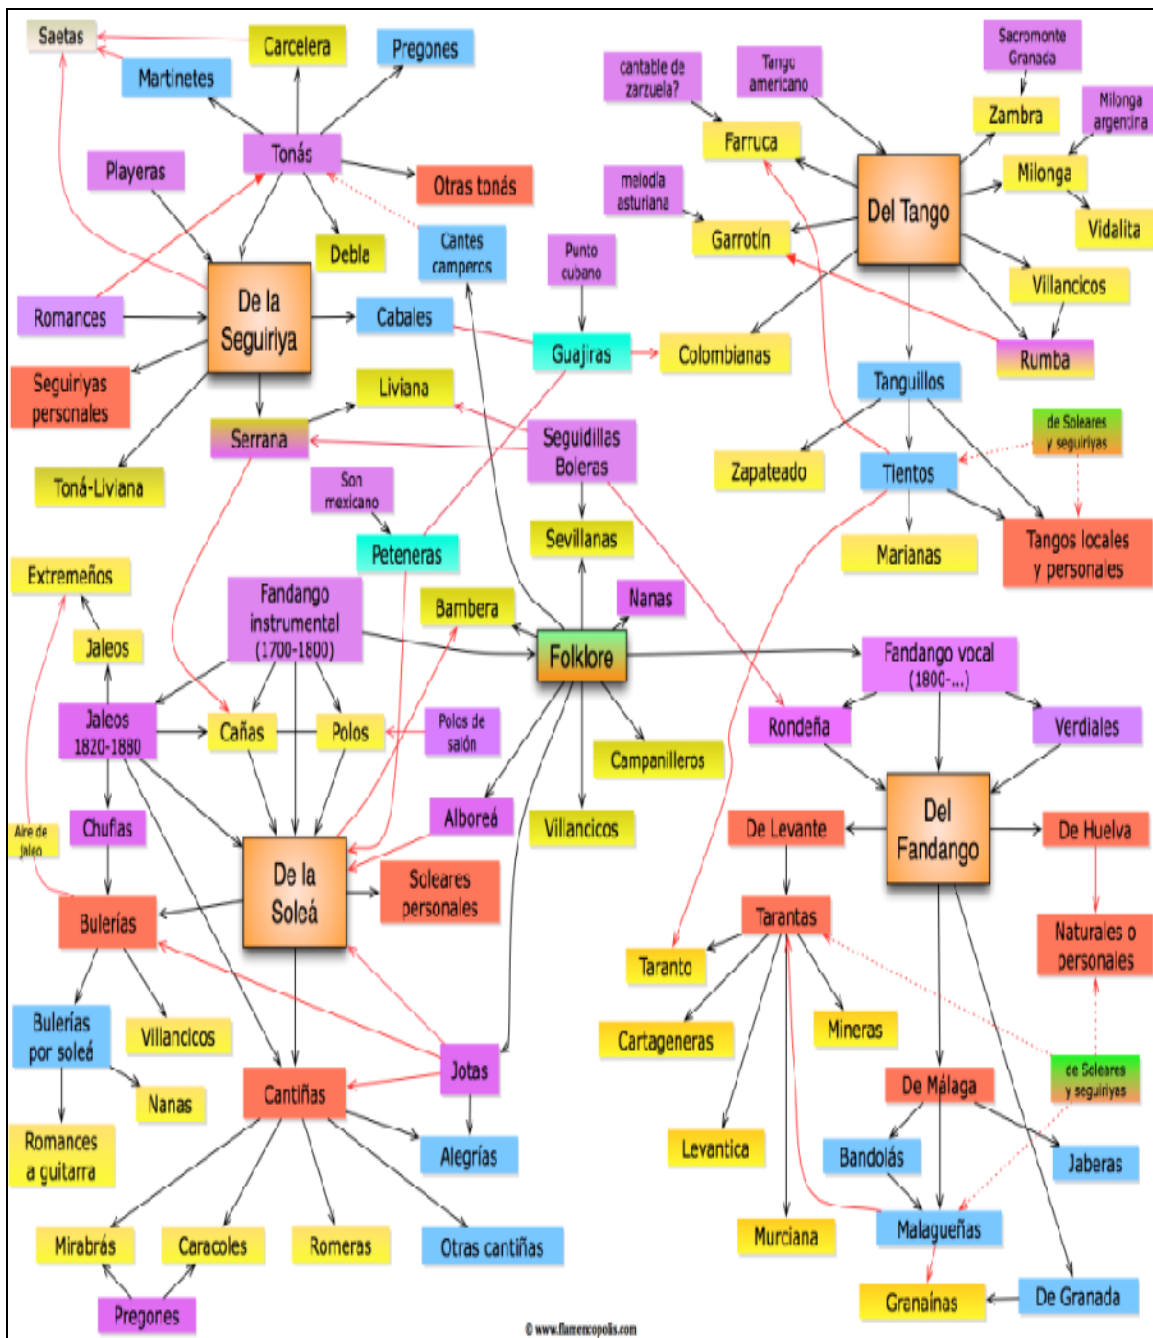 Saetas
Carcelera
Pregones
Martinetes
Tonás
Playeras
Otras tonás
Debla
Cantes
camperos
Romances
De la
Seguiriya
Cabales
Seguiriyas
personales
Liviana
Serrana
Toná-Liviana
Punto
cubano
Guajiras
Seguidillas
Boleras
Son
mexicano
Peteneras
Sevillanas
cantable de
zarzuela?
Tango
americano
Sacromonte
Granada
Zambra
Milonga
argentina
Farruca
melodía
asturiana
Del Tango
Milonga
Vidalita
Garrotín
Villancicos
Colombianas
Rumba
Tanguillos
de Soleares
y seguiriyas
Zapateado
Tientos
Marianas
Tangos locales
y personales
Extremeños
Jaleos
Fandango
instrumental
(1700-1800)
Bambera
Nanas
Folklore
Jaleos
1820-1880
Cañas
Polos
Polos de
salón
Campanilleros
Chuflas
Alboreá
Villancicos
Aire de
jaleo
De la
Soleá
Soleares
personales
Bulerías
Bulerías
por soleá
Villancicos
Nanas
Romances
a guitarra
Cantiñas
Jotas
Alegrías
Mirabrás
Caracoles
Romeras
Otras cantiñas
Pregones
Fandango vocal
(1800-...)
Rondeña
Verdiales
De Levante
Del
Fandango
De Huelva
Tarantas
Naturales o
personales
Taranto
Cartageneras
Mineras
Levantica
Murciana
De Málaga
de Soleares
y seguiriyas
Bandolás
Jaberas
Malagueñas
Granaínas
De Granada
© www.flamencopolis.com